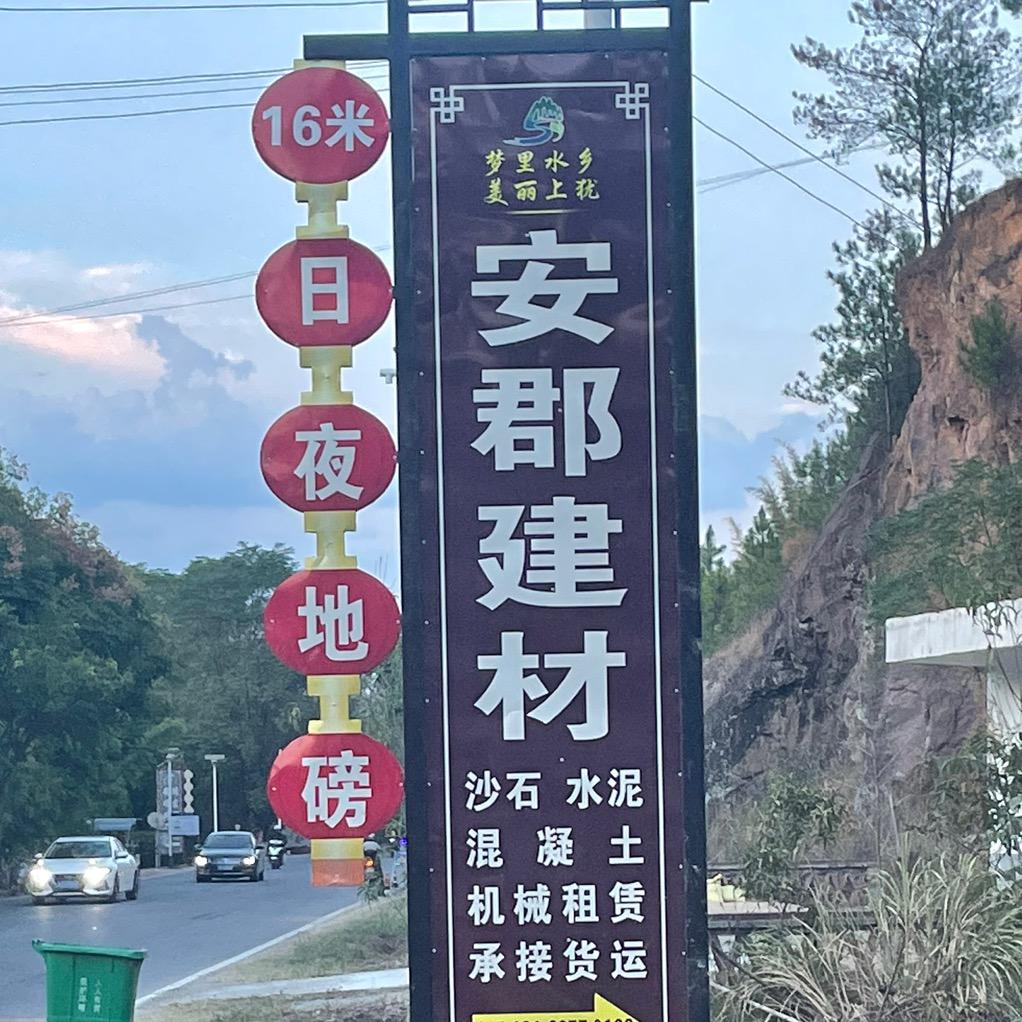 16米
日
夜
地
磅
梦里水乡
美丽上犹
安郡建材
沙石 水泥
混凝土
机械租赁
承接货运